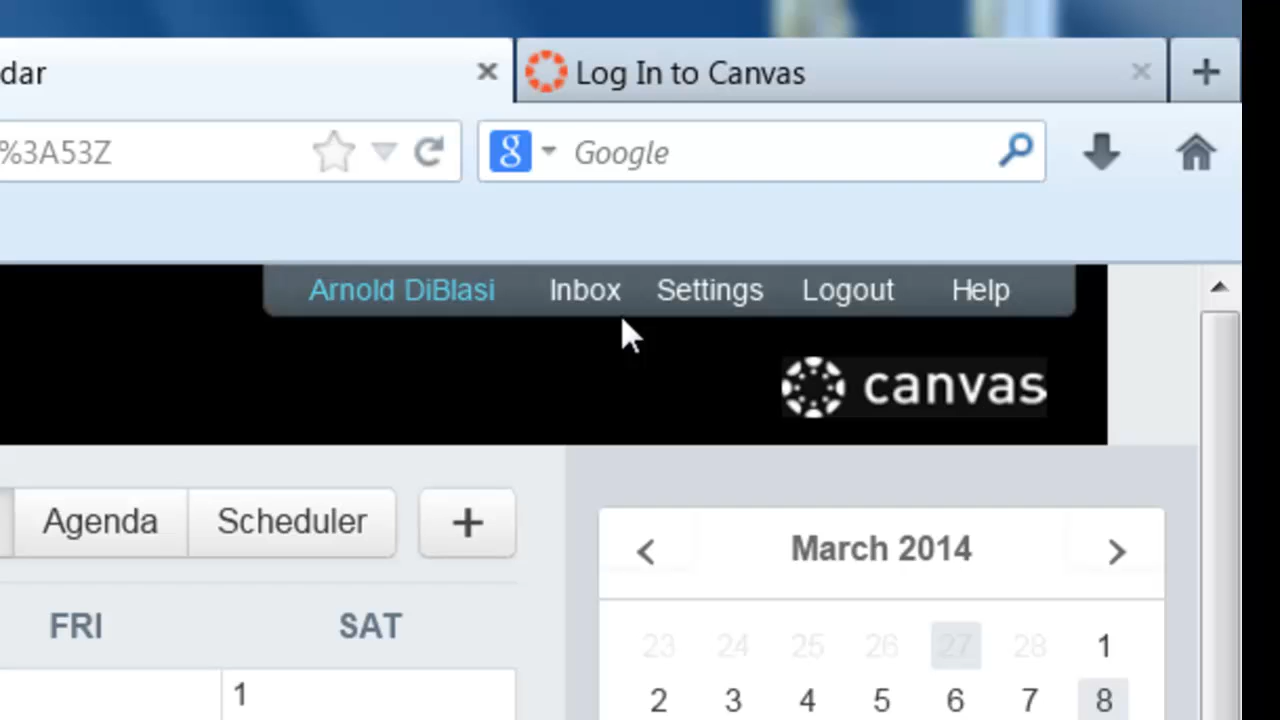 dar
Log In to Canvas
%3A53Z
Google
Arnold DiBlasi Inbox Settings Logout Help
canvas
Agenda Scheduler +
March 2014
FRI SAT
23 24 25 26 27 28 1
1
2 3 4 5 6 7 8